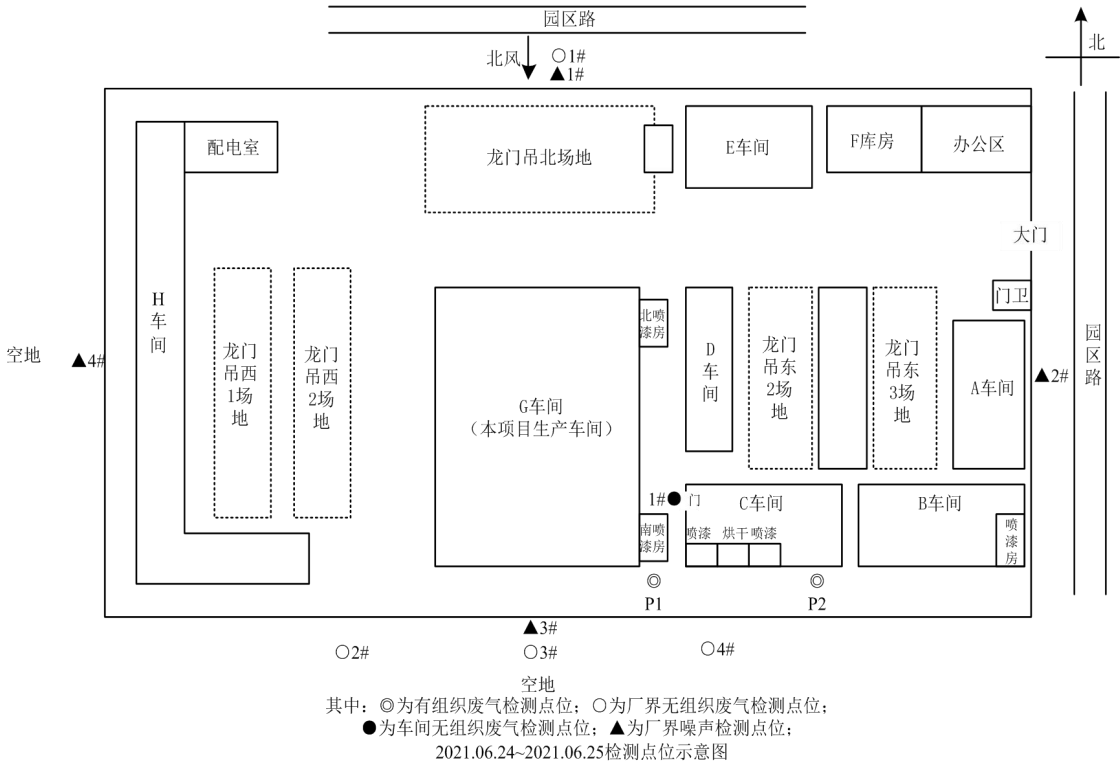 园区路
北
北风
○1#
▲1#
配电室
龙门吊北场地
E车间
F库房
办公区
大门
门卫
H
车
间
空地
▲4#
龙门
吊西
1场
地
龙门
吊西
2场
地
G车间
(本项目生产车间)
北喷
漆房
D
车
间
龙门
吊东
2场
地
龙门
吊东
3场
地
A车间
▲2#
园
区
路
1#●
门
C车间
B车间
南喷
漆房
喷漆
烘干
喷漆
喷
漆
房
◎
P1
◎
P2
▲3#
○2#
○3#
○4#
空地
其中：◎为有组织废气检测点位；○为厂界无组织废气检测点位；
●为车间无组织废气检测点位；▲为厂界噪声检测点位；
2021.06.24~2021.06.25检测点位示意图